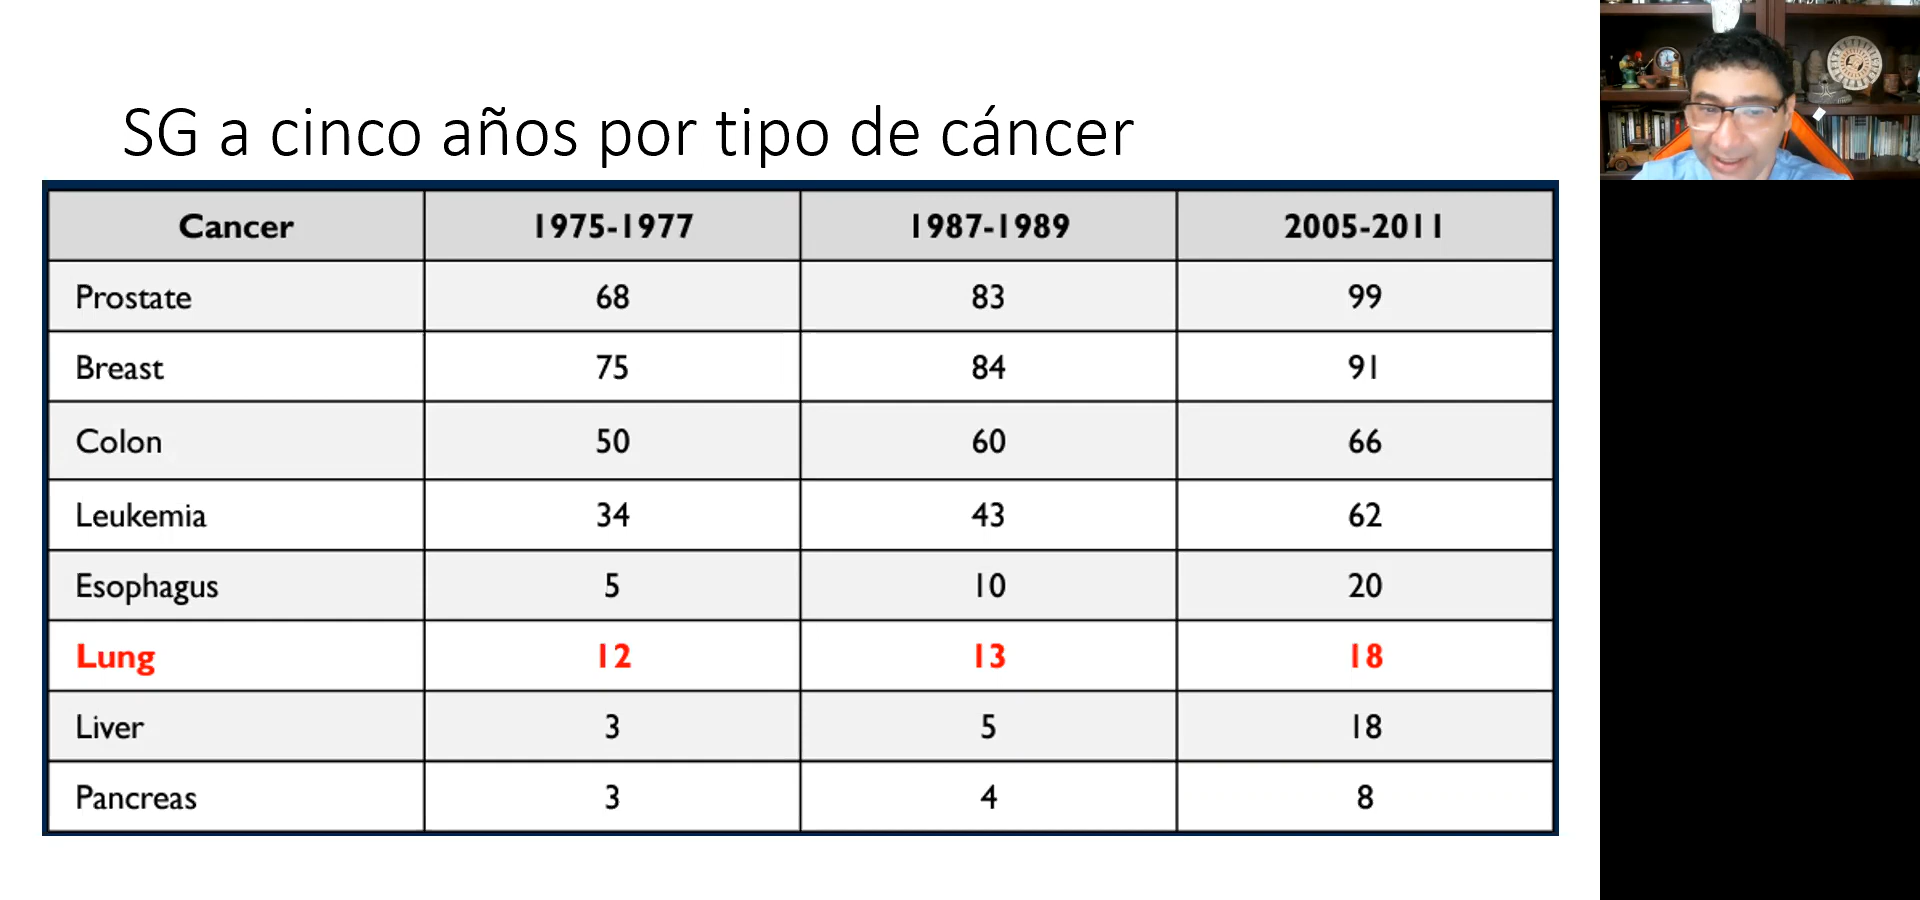 SG a cinco años por tipo de cáncer
Cancer 1975-1977 1987-1989 2005-2011
Prostate 68 83 99
Breast 75 84 91
Colon 50 60 66
Leukemia 34 43 62
Esophagus 5 10 20
Lung 12 13 18
Liver 3 5 18
Pancreas 3 4 8